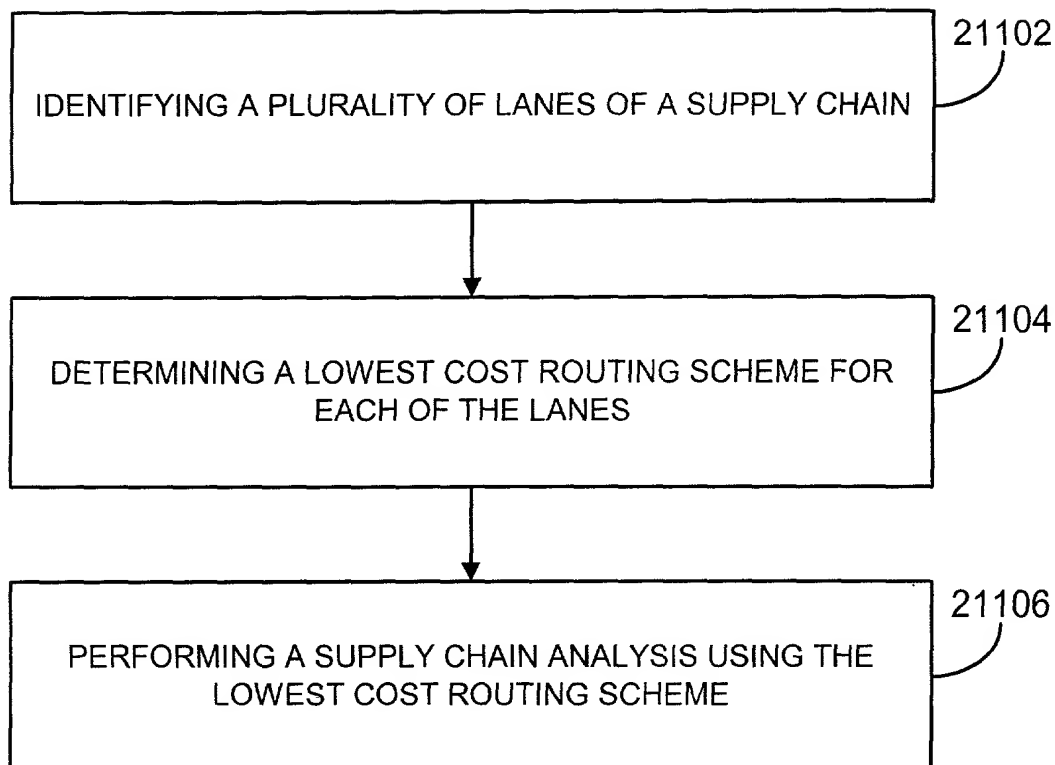 21102
IDENTIFYING A PLURALITY OF LANES OF A SUPPLY CHAIN
21104
DETERMINING A LOWEST COST ROUTING SCHEME FOR
EACH OF THE LANES
21106
PERFORMING A SUPPLY CHAIN ANALYSIS USING THE
LOWEST COST ROUTING SCHEME